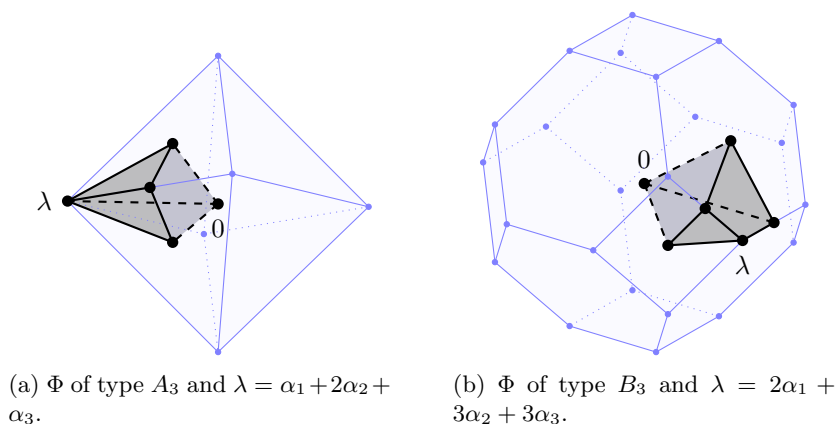 0
λ
0
λ
(a) Φ of type A₃ and λ = α₁ + 2α₂ +
α₃.
(b) Φ of type B₃ and λ = 2α₁ +
3α₂ + 3α₃.